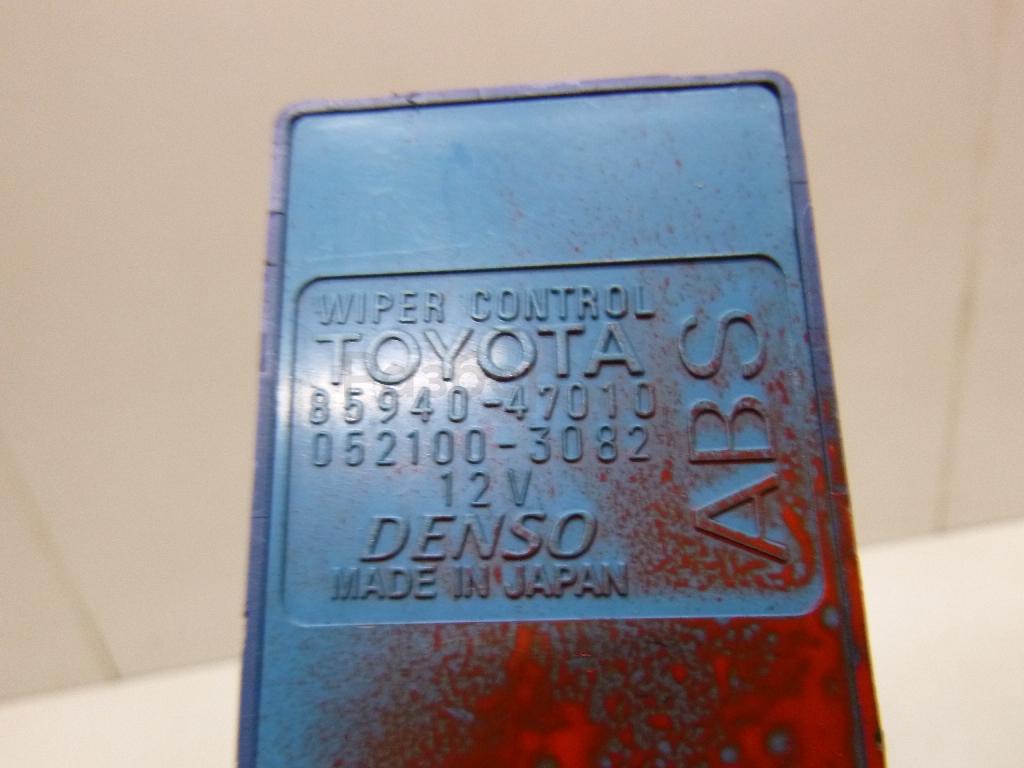 WIPER CONTROL
TOYOTA
85940-47010
052100-3082
12V
DENSO
MADE IN JAPAN
ABS